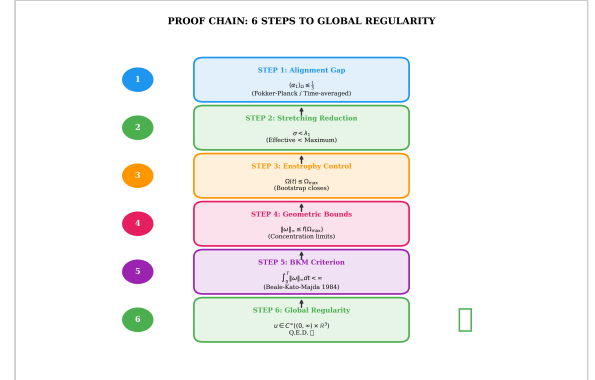 PROOF CHAIN: 6 STEPS TO GLOBAL REGULARITY
1
STEP 1: Alignment Gap
⟨α₁⟩_Ω ≤ ½
(Fokker-Planck / Time-averaged)
2
STEP 2: Stretching Reduction
σ < λ₁
(Effective < Maximum)
3
STEP 3: Enstrophy Control
Ω(t) ≤ Ω_max
(Bootstrap closes)
4
STEP 4: Geometric Bounds
‖ω‖_∞ ≤ f(Ω_max)
(Concentration limits)
5
STEP 5: BKM Criterion
∫₀ᵀ ‖ω‖_∞ dt < ∞
(Beale-Kato-Majda 1984)
6
STEP 6: Global Regularity
u ∈ C^∞((0, ∞) × ℝ³)
Q.E.D.